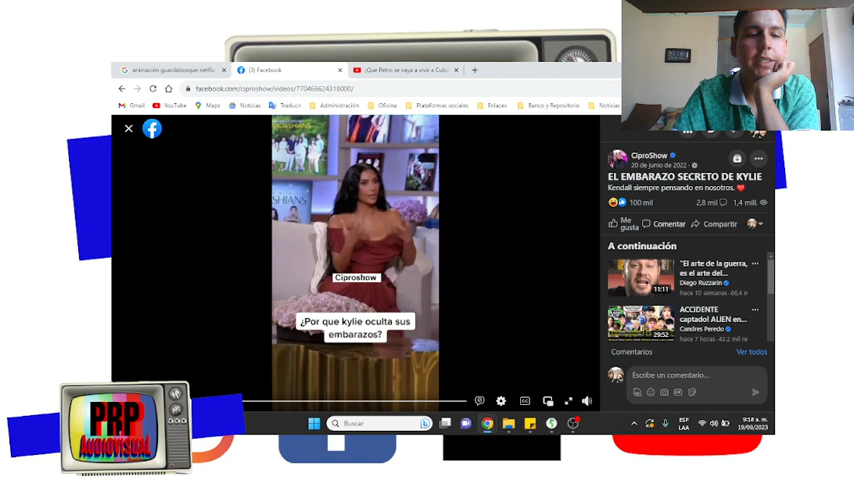 animación guardabosque netfli
(3) Facebook
¡Que Petro se vaya a vivir a Cuba
facebook.com/ciproshow/videos/770466624318000/
Gmail
YouTube
Maps
Noticias
Traducir
Administración
Oficina
Plataformas sociales
Enlaces
Banco y Repositorio
Noticias
DASHIANS
SHIANS
Ciproshow
¿Por que kylie oculta sus
embarazos?
CiproShow
20 de junio de 2022
EL EMBARAZO SECRETO DE KYLIE
Kendall siempre pensando en nosotros.
100 mil
2,8 mil
1,4 mill.
Me
gusta
Comentar
Compartir
A continuación
"El arte de la guerra,
es el arte del...
Diego Ruzzarin
hace 10 semanas
11:11
ACCIDENTE
captado! ALIEN en...
Candres Peredo
hace 7 horas
29:52
Comentarios
Ver todos
Escribe un comentario...
Buscar
ESP
LAA
9:18 a. m.
19/09/2023
PRP
AUDIOVISUAL